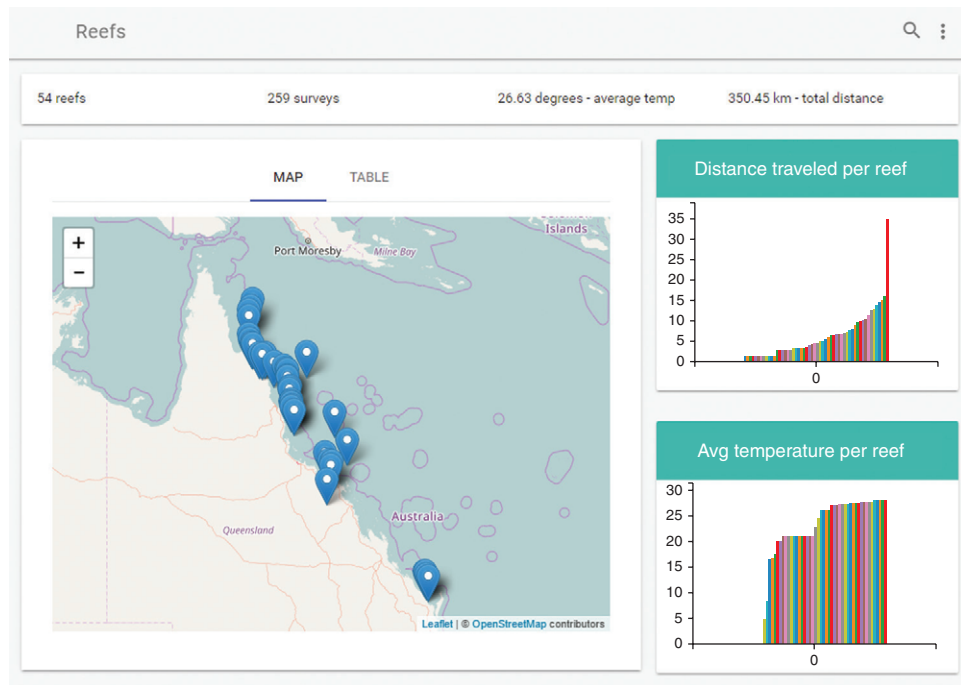 Reefs
54 reefs
259 surveys
26.63 degrees - average temp
350.45 km - total distance
MAP
TABLE
+
−
Port Moresby
Milne Bay
Islands
Queensland
Australia
Leaflet | © OpenStreetMap contributors
Distance traveled per reef
35
30
25
20
15
10
5
0
0
Avg temperature per reef
30
25
20
15
10
5
0
0